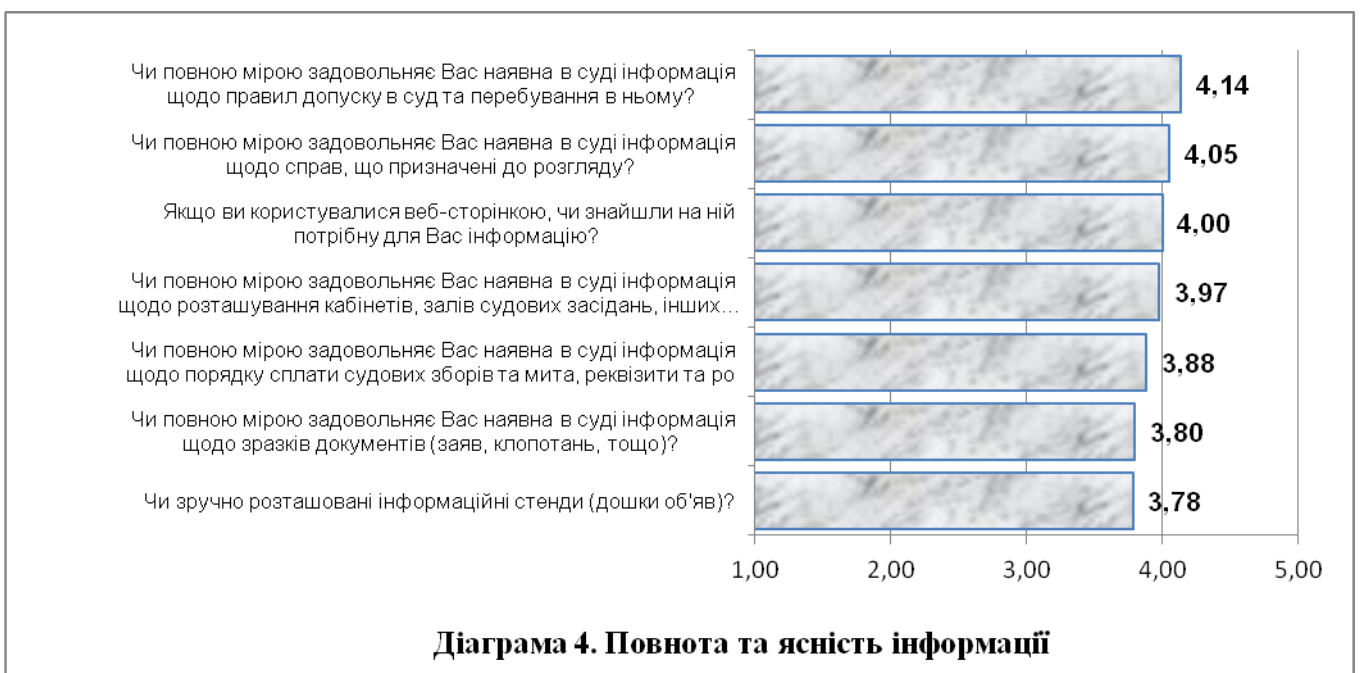 Чи повною мірою задовольняє Вас наявна в суді інформація
щодо правил допуску в суд та перебування в ньому?
4,14
Чи повною мірою задовольняє Вас наявна в суді інформація
щодо справ, що призначені до розгляду?
4,05
Якщо ви користувалися веб-сторінкою, чи знайшли на ній
потрібну для Вас інформацію?
4,00
Чи повною мірою задовольняє Вас наявна в суді інформація
щодо розташування кабінетів, залів судових засідань, інших...
3,97
Чи повною мірою задовольняє Вас наявна в суді інформація
щодо порядку сплати судових зборів та мита, реквізити та ро
3,88
Чи повною мірою задовольняє Вас наявна в суді інформація
щодо зразків документів (заяв, клопотань, тощо)?
3,80
Чи зручно розташовані інформаційні стенди (дошки об'яв)?
3,78
1,00 2,00 3,00 4,00 5,00
Діаграма 4. Повнота та ясність інформації